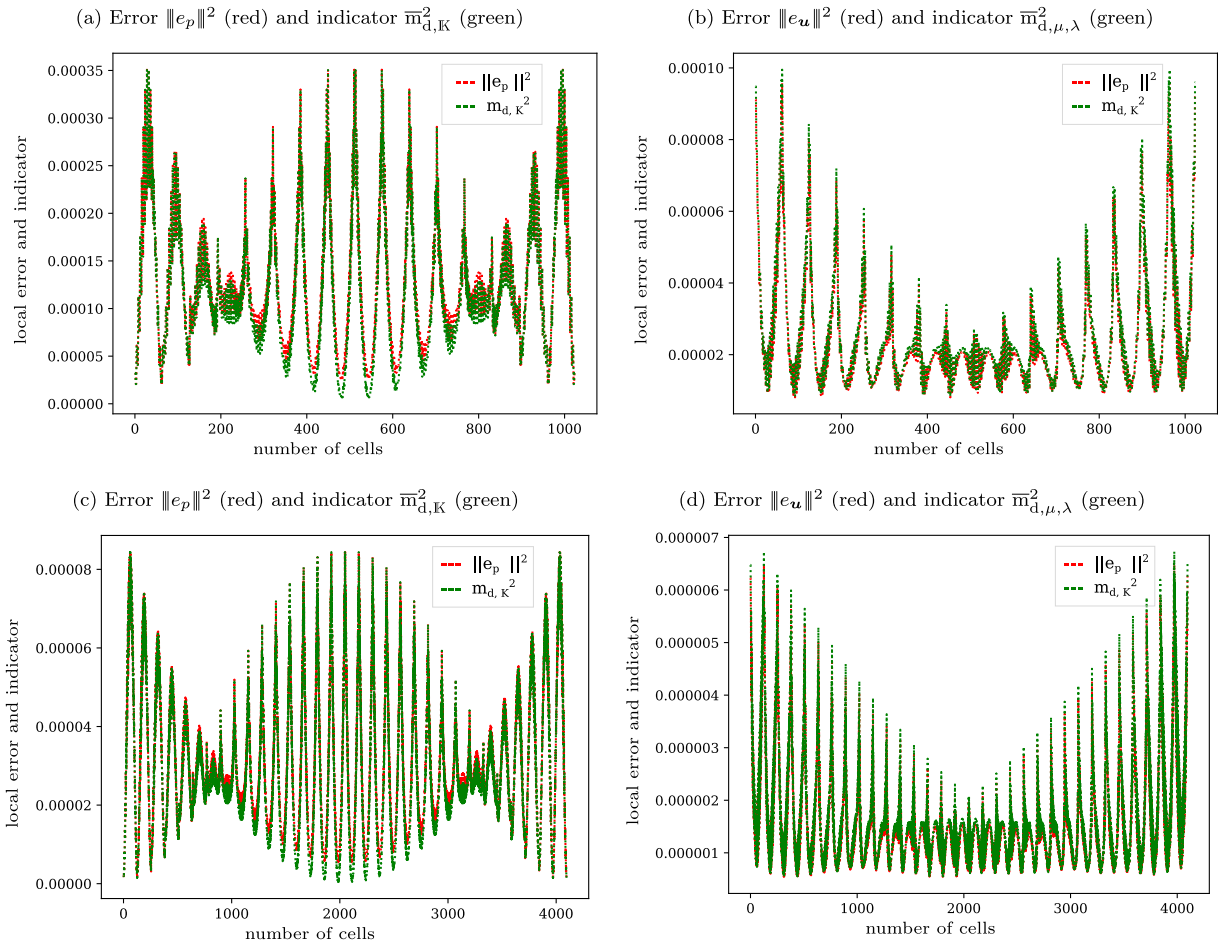 (a) Error ⦀e_p⦀² (red) and indicator m̅²_{d,𝕂} (green)
0.00035
0.00030
0.00025
0.00020
0.00015
0.00010
0.00005
0.00000
local error and indicator
||e_p ||²
m_{d, K}²
0 200 400 600 800 1000
number of cells
(b) Error ⦀e_𝒖⦀² (red) and indicator m̅²_{d,μ,λ} (green)
0.00010
0.00008
0.00006
0.00004
0.00002
local error and indicator
||e_p ||²
m_{d, K}²
0 200 400 600 800 1000
number of cells
(c) Error ⦀e_p⦀² (red) and indicator m̅²_{d,𝕂} (green)
0.00008
0.00006
0.00004
0.00002
0.00000
local error and indicator
||e_p ||²
m_{d, K}²
0 1000 2000 3000 4000
number of cells
(d) Error ⦀e_𝒖⦀² (red) and indicator m̅²_{d,μ,λ} (green)
0.000007
0.000006
0.000005
0.000004
0.000003
0.000002
0.000001
local error and indicator
||e_p ||²
m_{d, K}²
0 1000 2000 3000 4000
number of cells